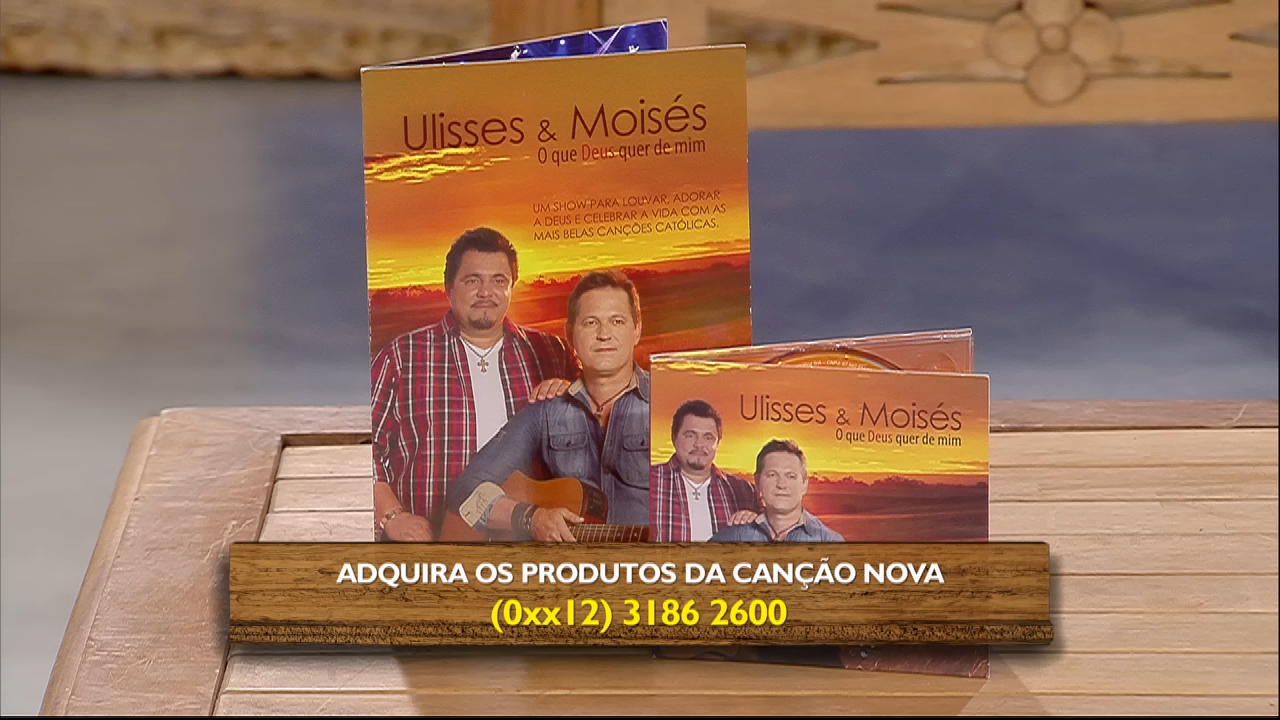 Ulisses & Moisés
O que Deus quer de mim
UM SHOW PARA LOUVAR, ADORAR
A DEUS E CELEBRAR A VIDA COM AS
MAIS BELAS CANÇÕES CATÓLICAS.
Ulisses & Moisés
O que Deus quer de mim
ADQUIRA OS PRODUTOS DA CANÇÃO NOVA
(0xx12) 3186 2600